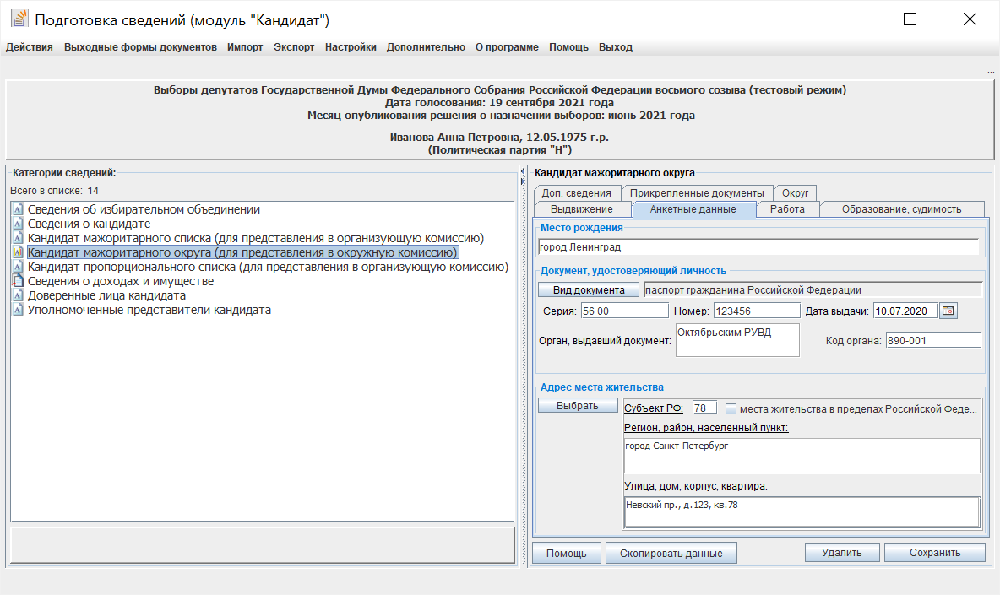 Подготовка сведений (модуль "Кандидат")
Действия Выходные формы документов Импорт Экспорт Настройки Дополнительно О программе Помощь Выход
...
Выборы депутатов Государственной Думы Федерального Собрания Российской Федерации восьмого созыва (тестовый режим)
Дата голосования: 19 сентября 2021 года
Месяц опубликования решения о назначении выборов: июнь 2021 года
Иванова Анна Петровна, 12.05.1975 г.р.
(Политическая партия "Н")
Категории сведений:
Всего в списке: 14
Сведения об избирательном объединении
Сведения о кандидате
Кандидат мажоритарного списка (для представления в организующую комиссию)
Кандидат мажоритарного округа (для представления в окружную комиссию)
Кандидат пропорционального списка (для представления в организующую комиссию)
Сведения о доходах и имуществе
Доверенные лица кандидата
Уполномоченные представители кандидата
Кандидат мажоритарного округа
Доп. сведения Прикрепленные документы Округ
Выдвижение Анкетные данные Работа Образование, судимость
Место рождения
город Ленинград
Документ, удостоверяющий личность
Вид документа паспорт гражданина Российской Федерации
Серия: 56 00 Номер: 123456 Дата выдачи: 10.07.2020
Орган, выдавший документ: Октябрьским РУВД Код органа: 890-001
Адрес места жительства
Выбрать Субъект РФ: 78 места жительства в пределах Российской Феде...
Регион, район, населенный пункт:
город Санкт-Петербург
Улица, дом, корпус, квартира:
Невский пр., д.123, кв.78
Помощь Скопировать данные Удалить Сохранить